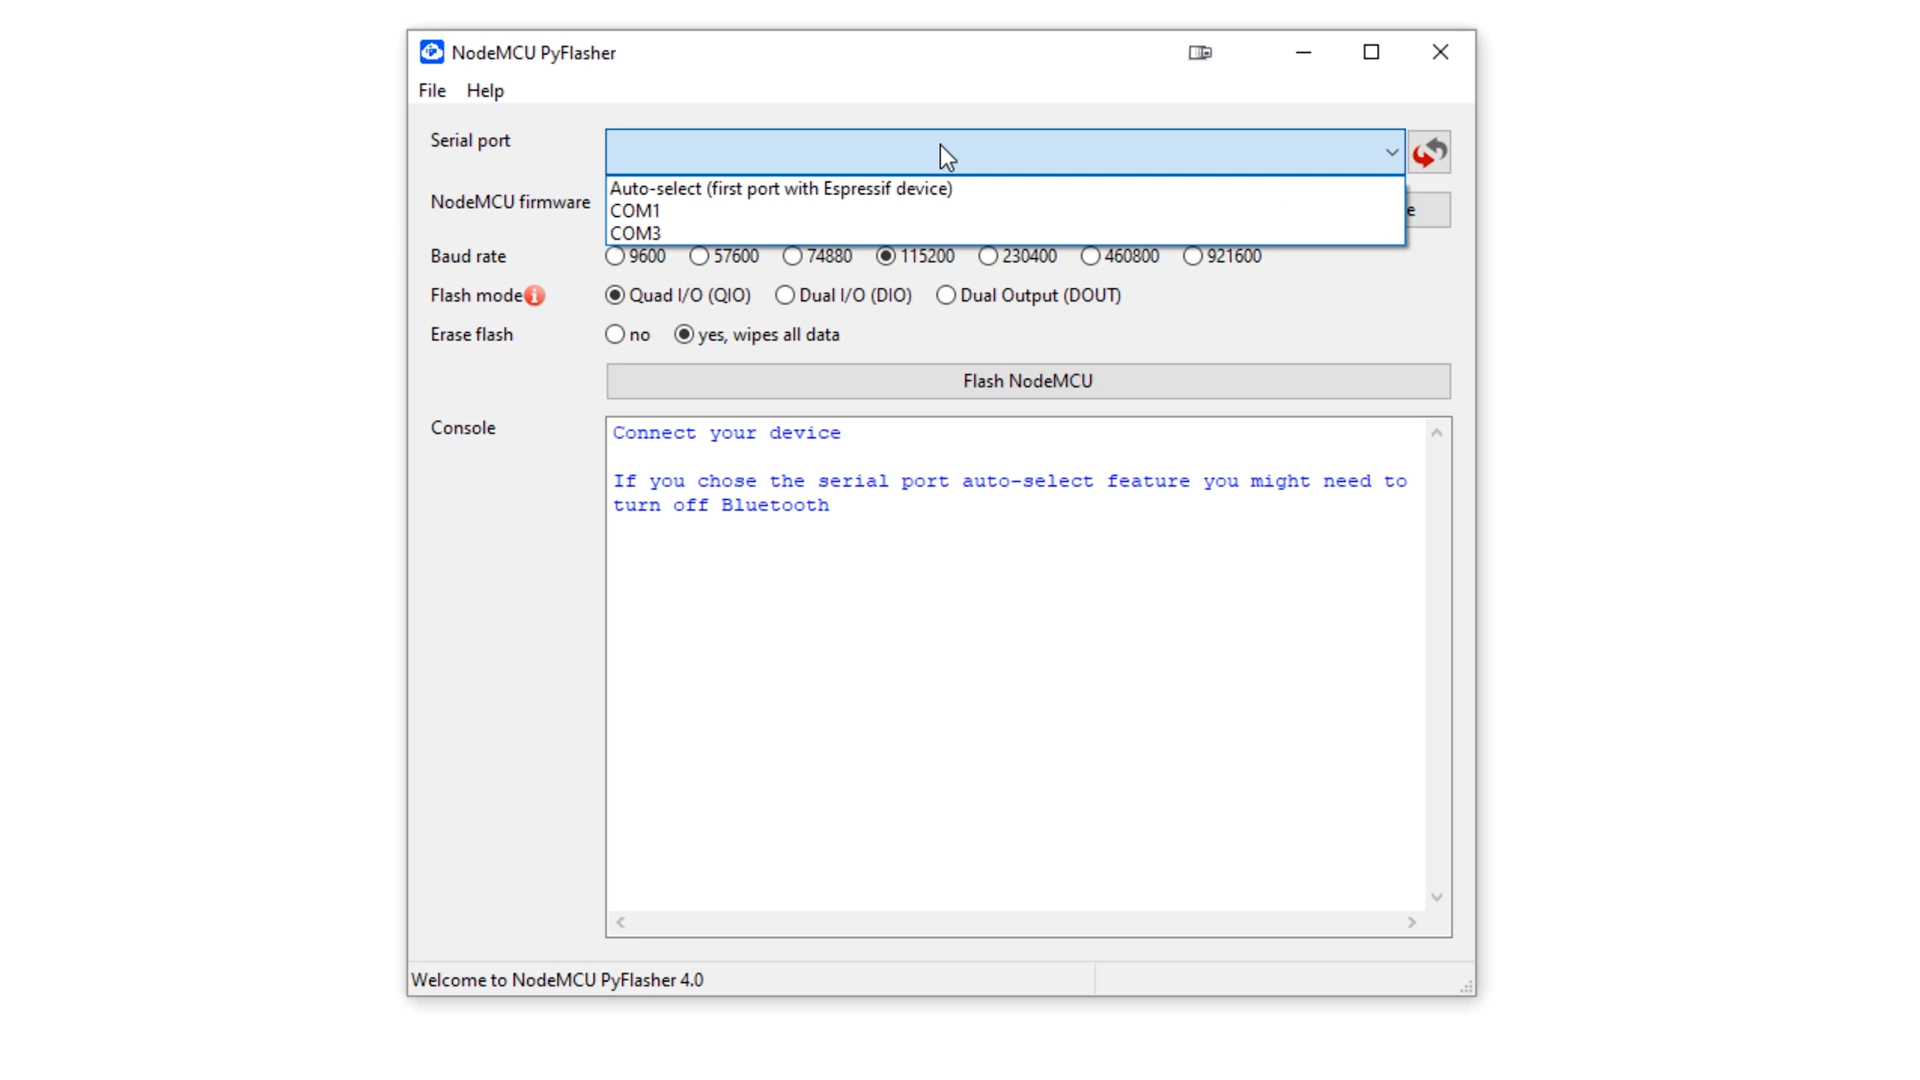 NodeMCU PyFlasher
File Help
Serial port
Auto-select (first port with Espressif device)
COM1
COM3
NodeMCU firmware
e
Baud rate 9600 57600 74880 115200 230400 460800 921600
Flash mode Quad I/O (QIO) Dual I/O (DIO) Dual Output (DOUT)
Erase flash no yes, wipes all data
Flash NodeMCU
Console
Connect your device
If you chose the serial port auto-select feature you might need to
turn off Bluetooth
Welcome to NodeMCU PyFlasher 4.0